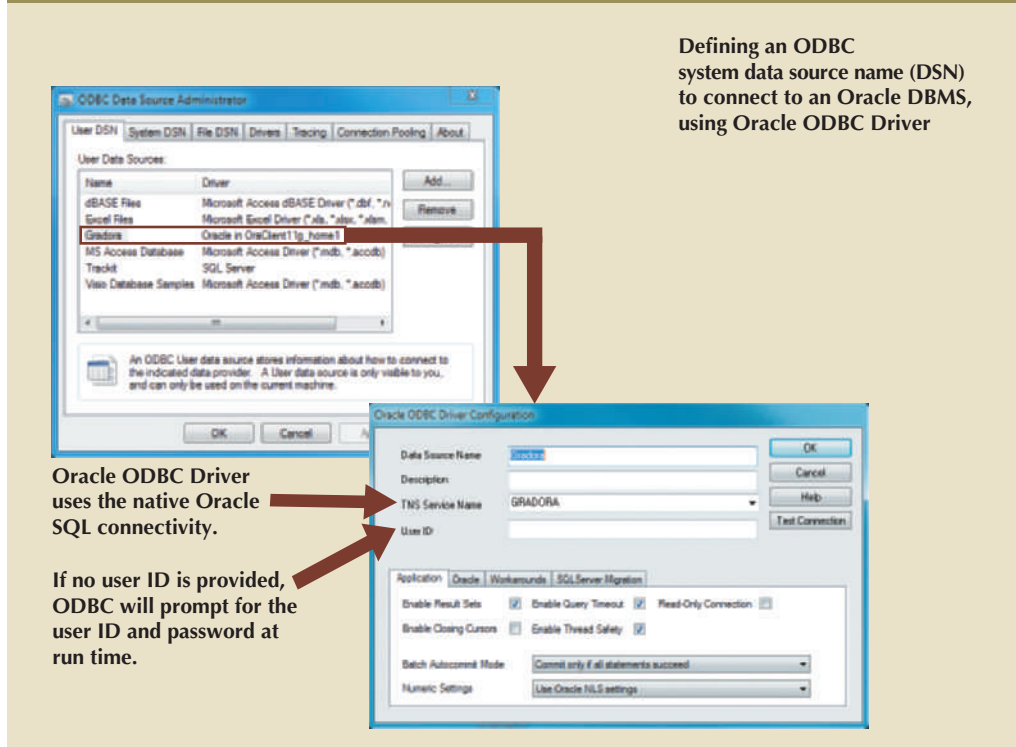 Defining an ODBC
system data source name (DSN)
to connect to an Oracle DBMS,
using Oracle ODBC Driver
ODBC Data Source Administrator
User DSN System DSN File DSN Drivers Tracing Connection Pooling About
User Data Sources:
Name Driver
Add...
dBASE Files Microsoft Access dBASE Driver (*.dbf, *.n
Remove
Excel Files Microsoft Excel Driver (*.xls, *.xlsx, *.xlsm,
Gradora Oracle in OraClient11g_home1
MS Access Database Microsoft Access Driver (*.mdb, *.accdb)
Trackit SQL Server
Visio Database Samples Microsoft Access Driver (*.mdb, *.accdb)
An ODBC User data source stores information about how to connect to
the indicated data provider. A User data source is only visible to you,
and can only be used on the current machine.
OK Cancel
Oracle ODBC Driver Configuration
Data Source Name Gradora
OK
Description
Cancel
TNS Service Name GRADORA
Help
User ID
Test Connection
Oracle ODBC Driver
uses the native Oracle
SQL connectivity.
If no user ID is provided,
ODBC will prompt for the
user ID and password at
run time.
Application Oracle Workarounds SQLServer Migration
Enable Result Sets Enable Query Timeout Read-Only Connection
Enable Closing Cursors Enable Thread Safety
Batch Autocommit Mode Commit only if all statements succeed
Numeric Settings Use Oracle NLS settings